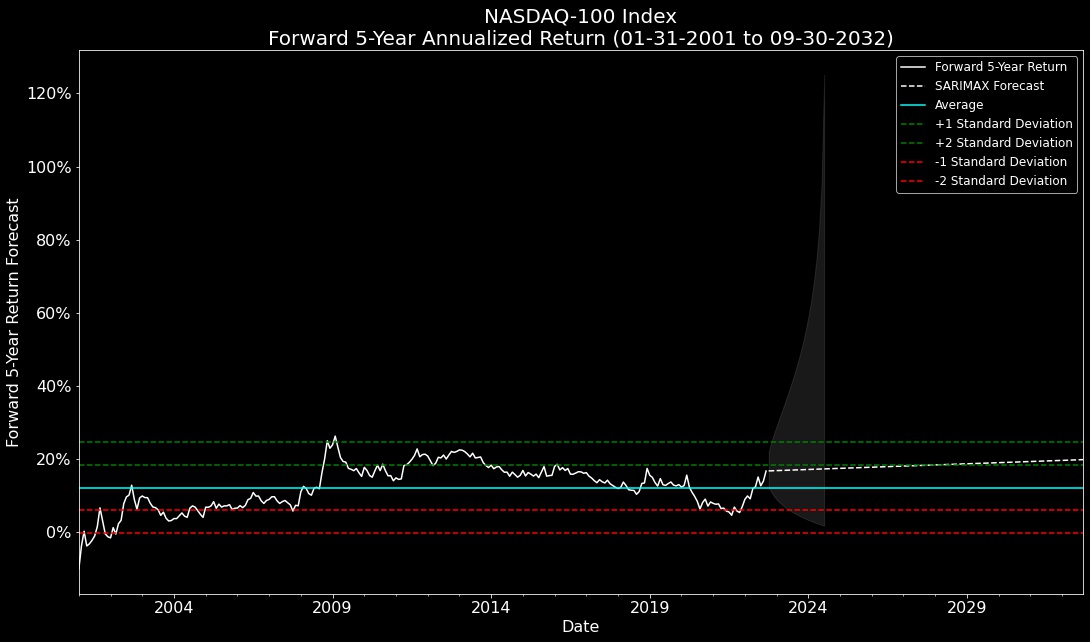 NASDAQ-100 Index
Forward 5-Year Annualized Return (01-31-2001 to 09-30-2032)
Forward 5-Year Return
SARIMAX Forecast
Average
+1 Standard Deviation
+2 Standard Deviation
-1 Standard Deviation
-2 Standard Deviation
Forward 5-Year Return Forecast
120%
100%
80%
60%
40%
20%
0%
2004 2009 2014 2019 2024 2029
Date